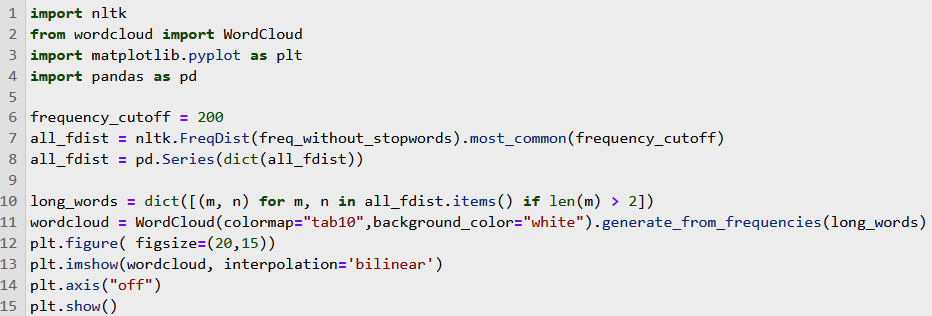 1 import nltk
2 from wordcloud import WordCloud
3 import matplotlib.pyplot as plt
4 import pandas as pd
5
6 frequency_cutoff = 200
7 all_fdist = nltk.FreqDist(freq_without_stopwords).most_common(frequency_cutoff)
8 all_fdist = pd.Series(dict(all_fdist))
9
10 long_words = dict([(m, n) for m, n in all_fdist.items() if len(m) > 2])
11 wordcloud = WordCloud(colormap="tab10",background_color="white").generate_from_frequencies(long_words)
12 plt.figure( figsize=(20,15))
13 plt.imshow(wordcloud, interpolation='bilinear')
14 plt.axis("off")
15 plt.show()